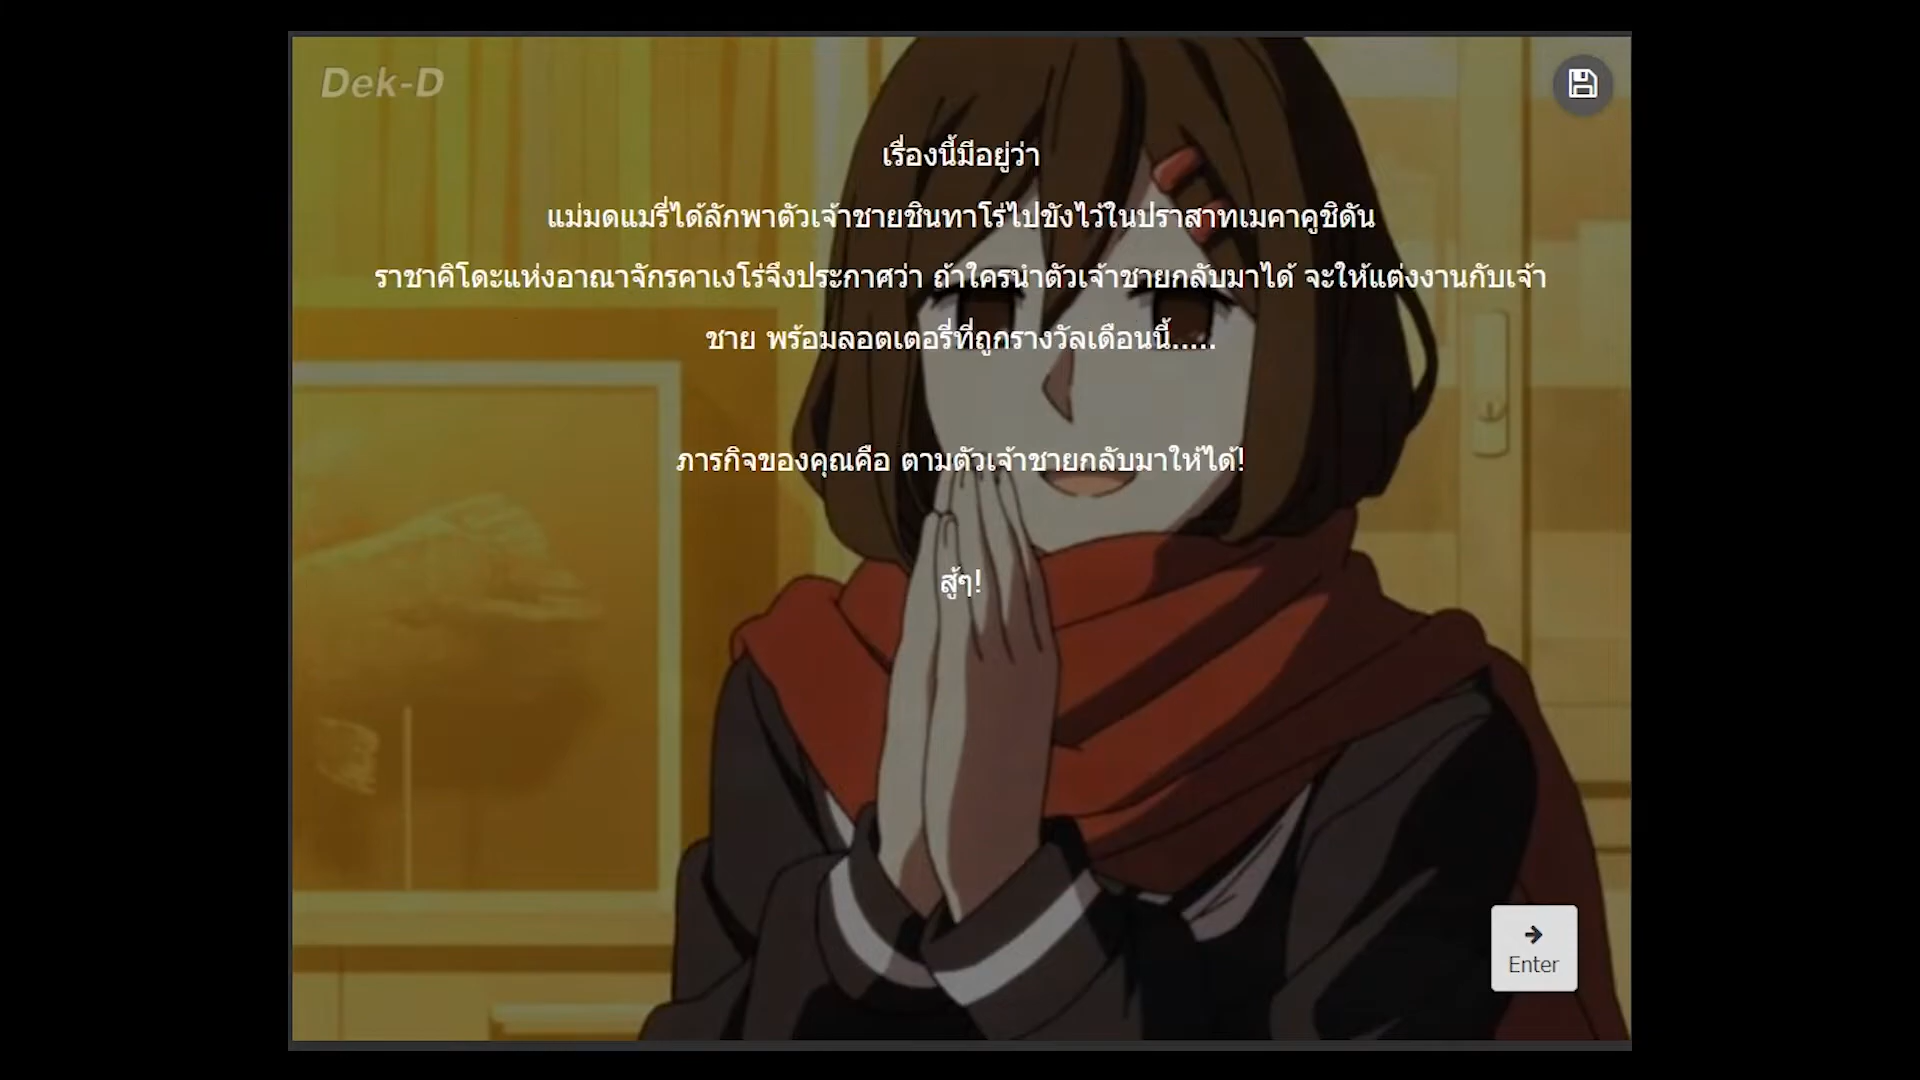 Dek-D
เรื่องนี้มีอยู่ว่า
แม่มดแมรี่ได้ลักพาตัวเจ้าชายชินทาโร่ไปขังไว้ในปราสาทเมคาคูชิดัน
ราชาคิโดะแห่งอาณาจักรคาเงโร่จึงประกาศว่า ถ้าใครนำตัวเจ้าชายกลับมาได้ จะให้แต่งงานกับเจ้า
ชาย พร้อมลอตเตอรี่ที่ถูกรางวัลเดือนนี้.....
ภารกิจของคุณคือ ตามตัวเจ้าชายกลับมาให้ได้!
สู้ๆ!
Enter